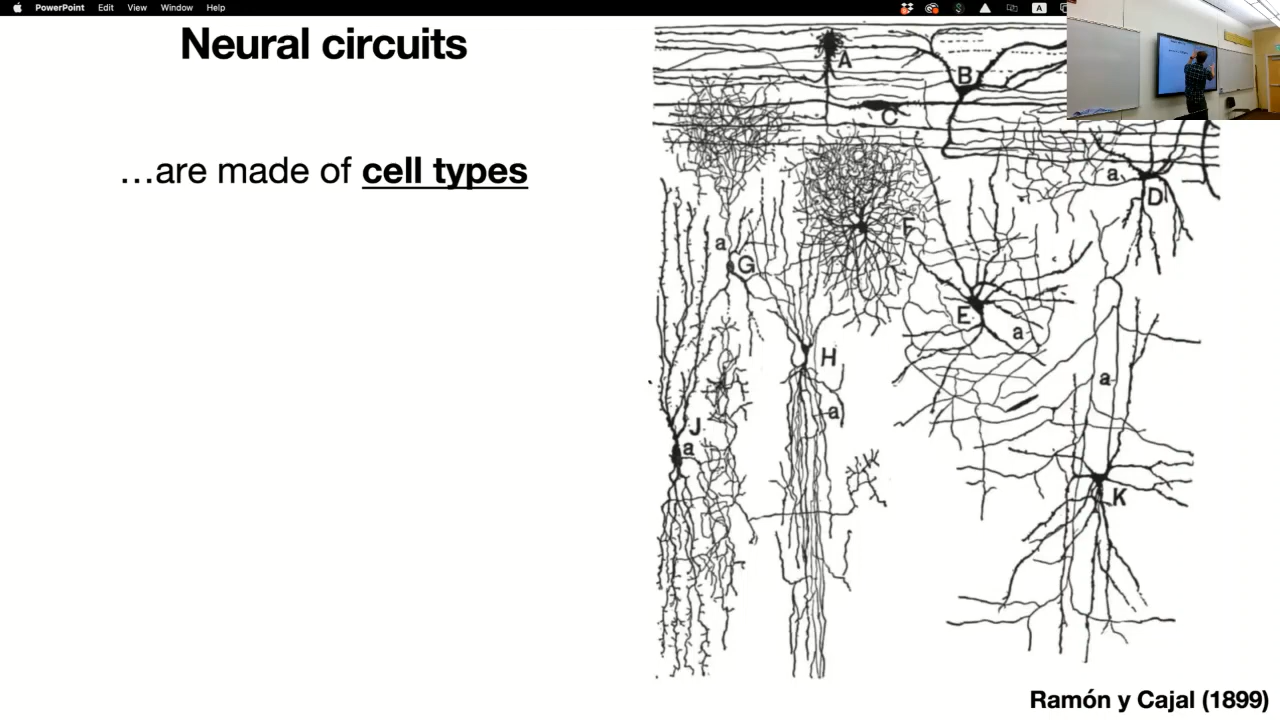 PowerPoint File Edit View Window Help A
Neural circuits
…are made of cell types
A
B
C
a
D
a
G
F
E
a
H
a
a
J
a
K
Ramón y Cajal (1899)